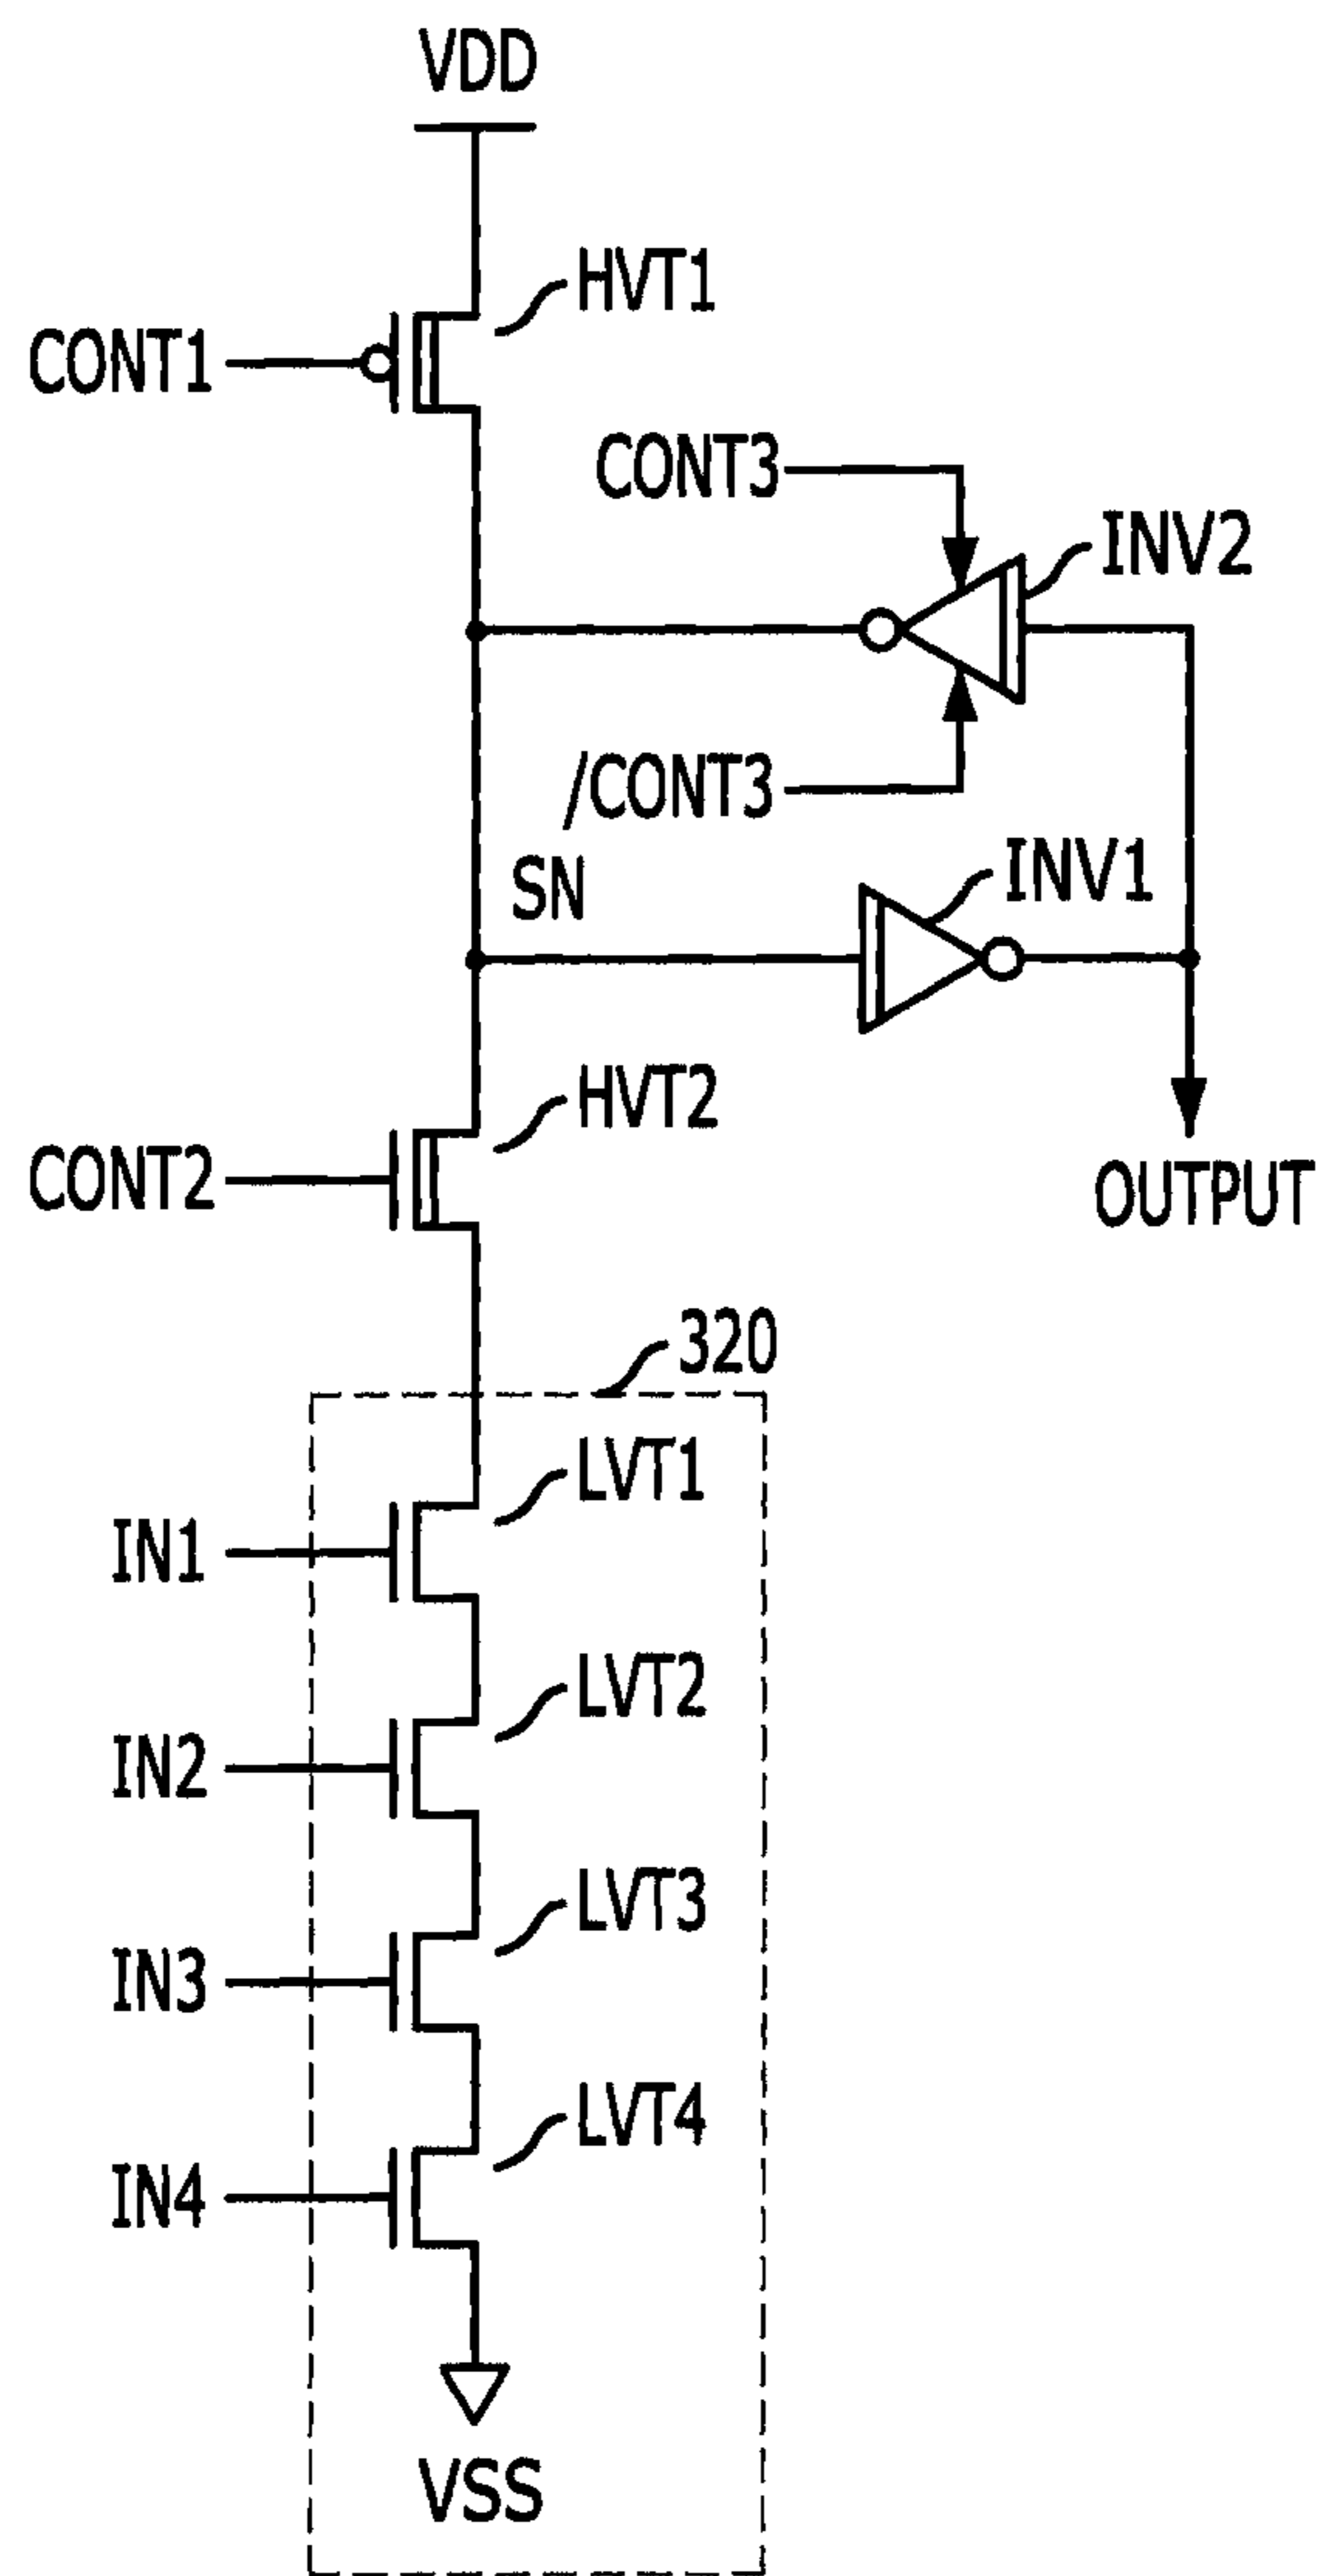 VDD
HVT1
CONT1
CONT3
INV2
/CONT3
SN
INV1
HVT2
CONT2
OUTPUT
320
LVT1
IN1
LVT2
IN2
LVT3
IN3
LVT4
IN4
VSS